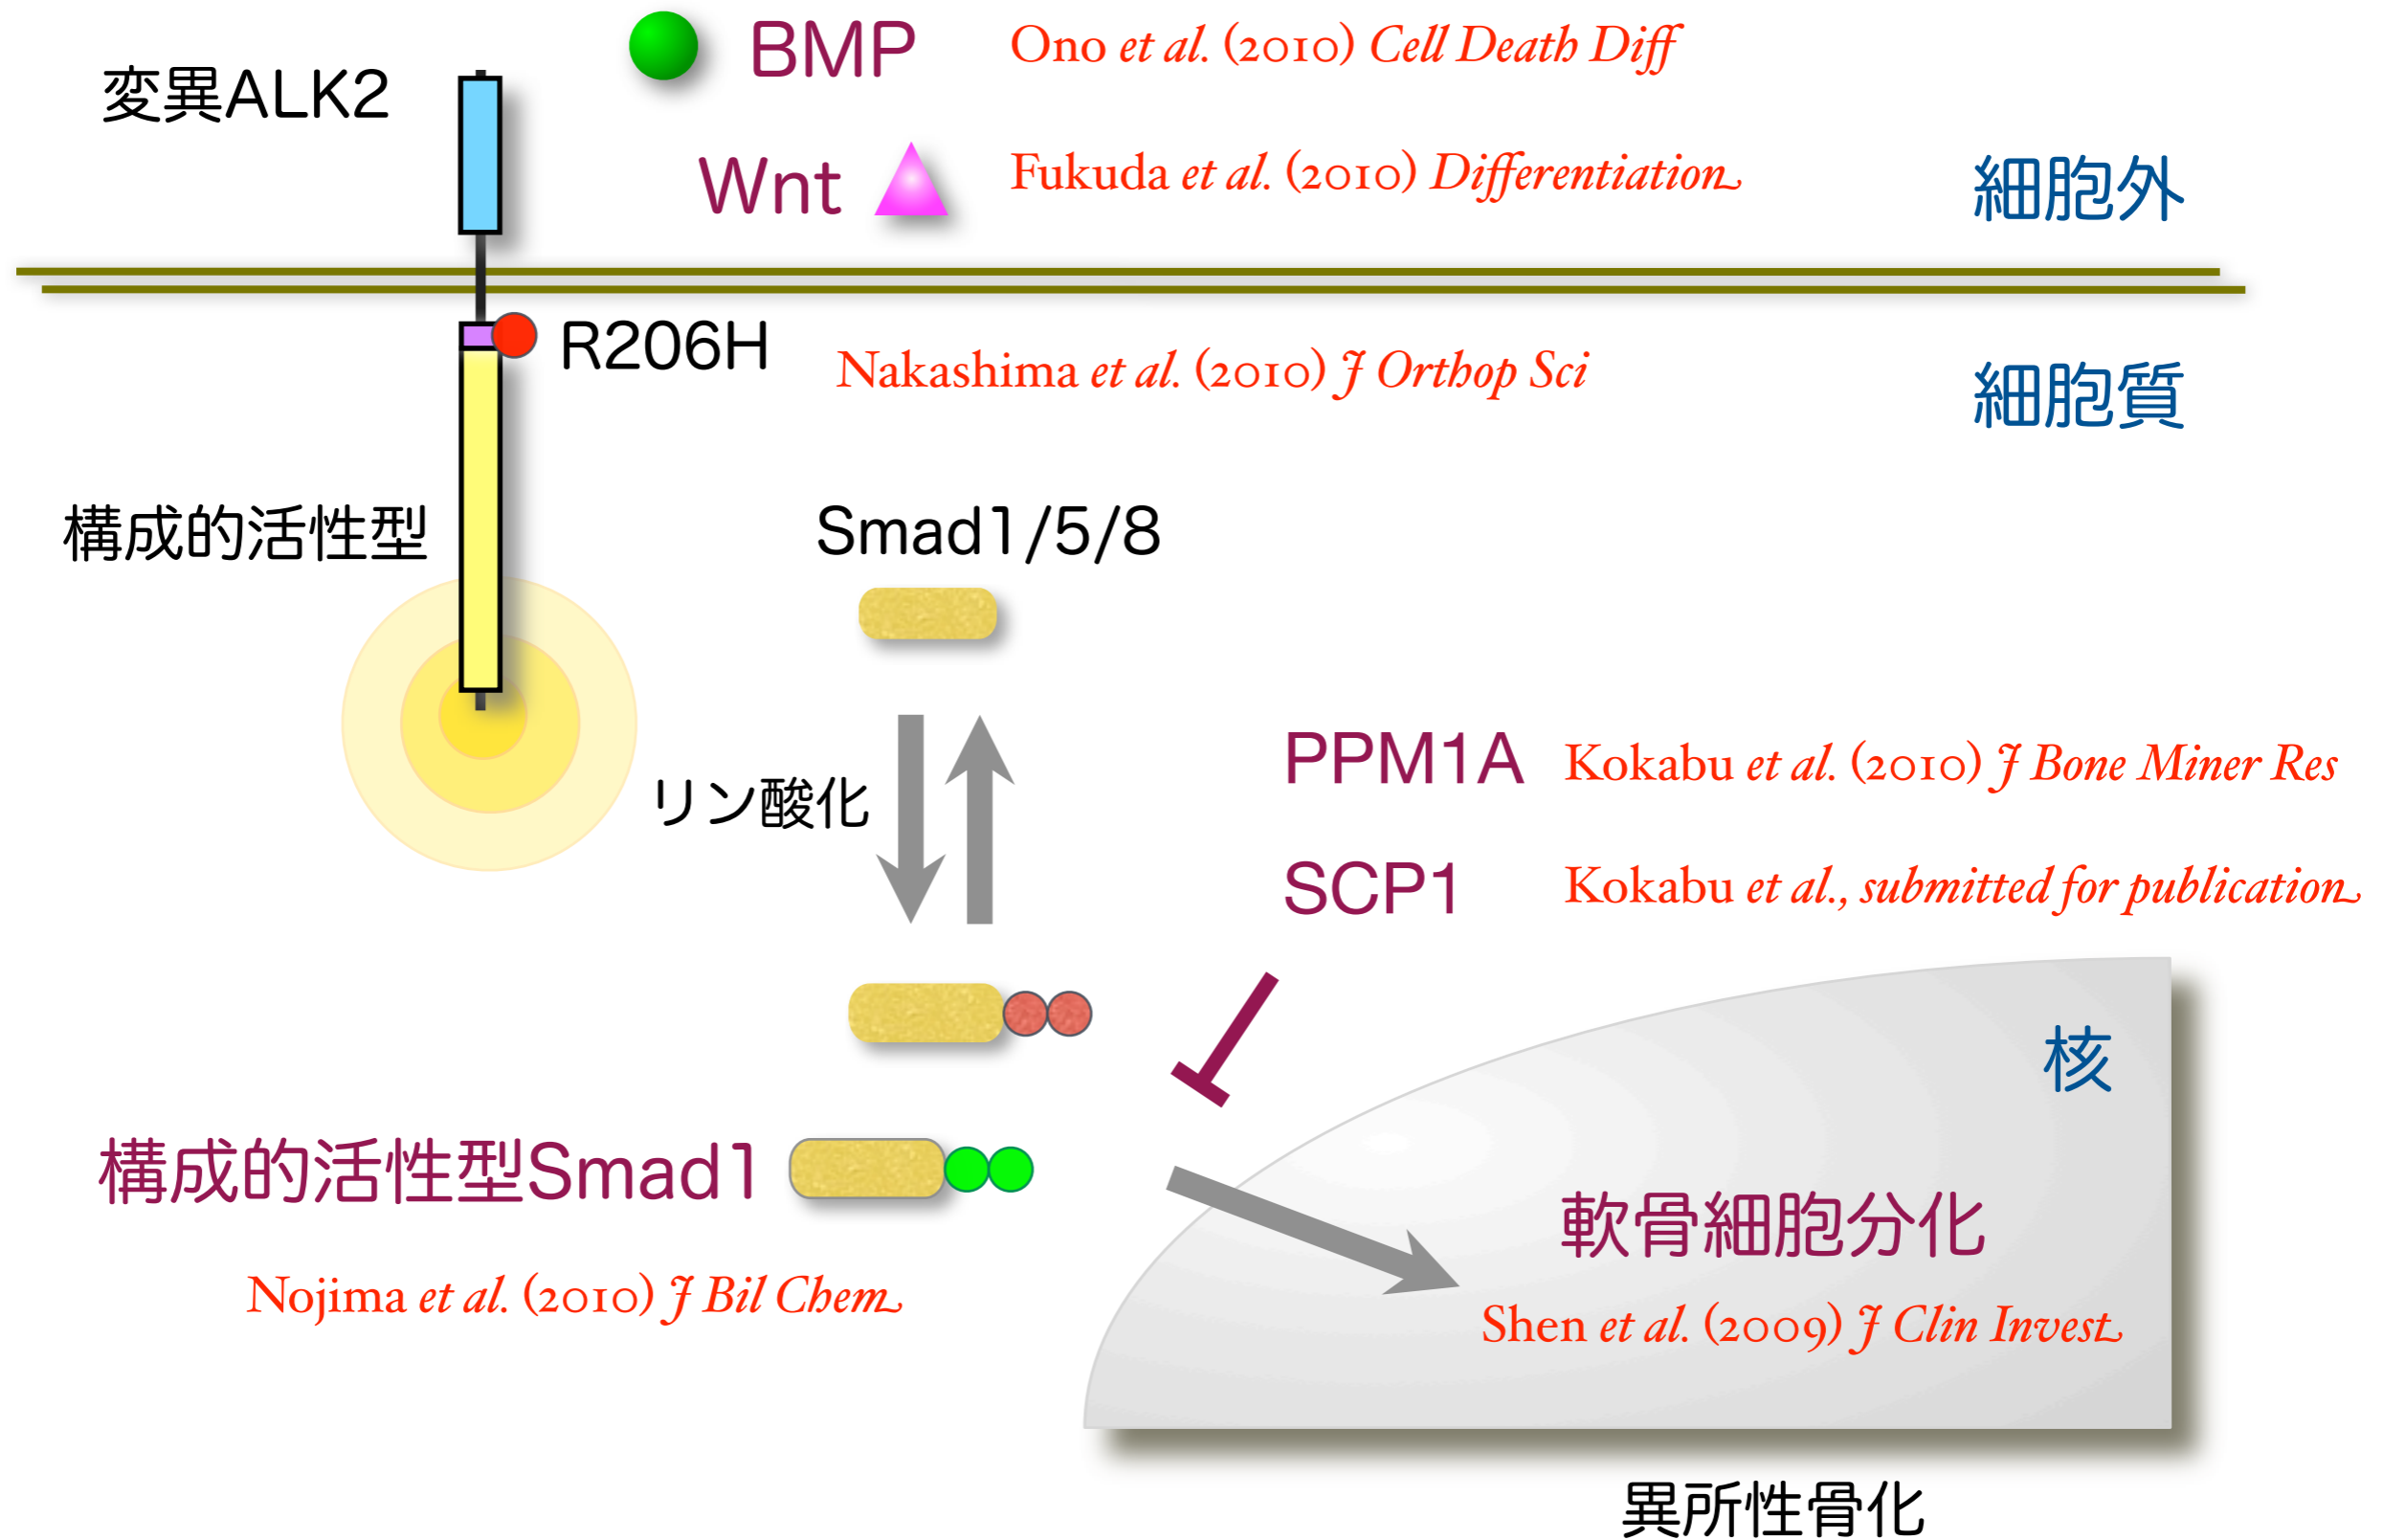 変異ALK2
BMP
Ono et al. (2010) Cell Death Diff
Wnt
Fukuda et al. (2010) Differentiation
細胞外
R206H
Nakashima et al. (2010) J Orthop Sci
細胞質
構成的活性型
Smad1/5/8
リン酸化
PPM1A
Kokabu et al. (2010) J Bone Miner Res
SCP1
Kokabu et al., submitted for publication
核
構成的活性型Smad1
Nojima et al. (2010) J Bil Chem
軟骨細胞分化
Shen et al. (2009) J Clin Invest
異所性骨化